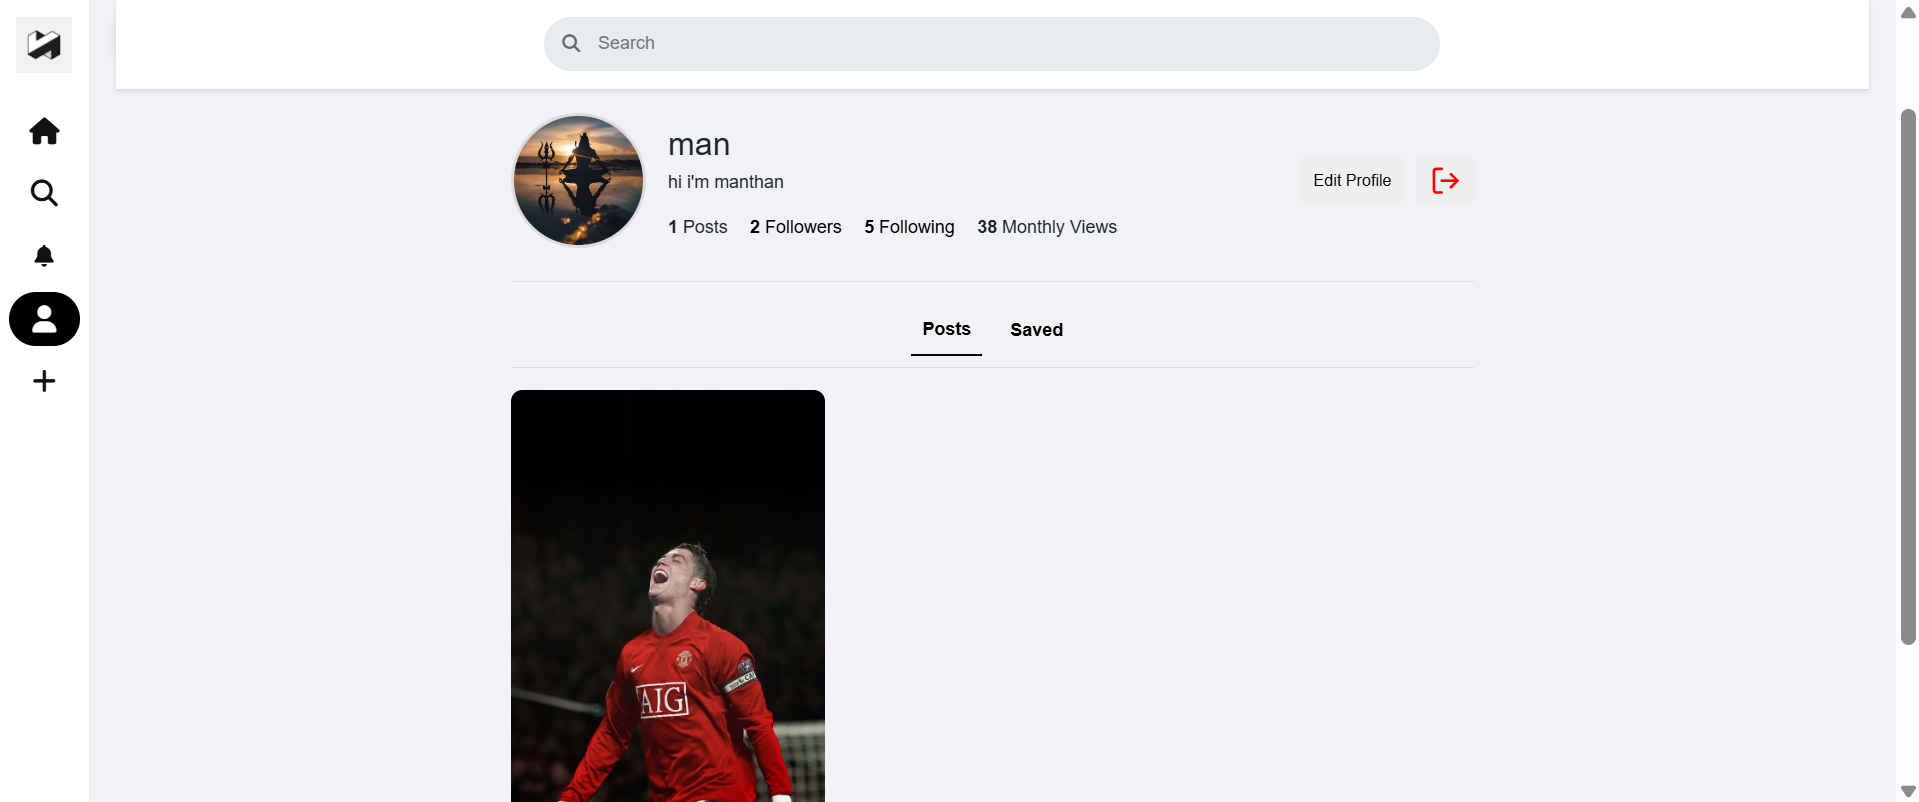 Search
man
hi i'm manthan
Edit Profile
1 Posts 2 Followers 5 Following 38 Monthly Views
Posts Saved
AIG